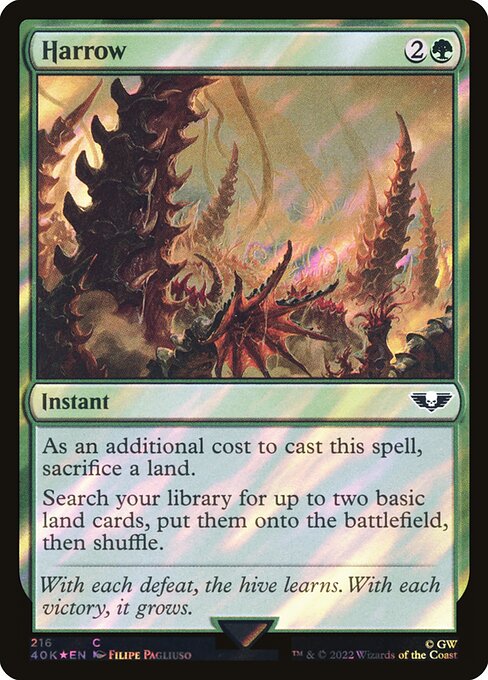 Harrow 2
Instant
As an additional cost to cast this spell,
sacrifice a land.
Search your library for up to two basic
land cards, put them onto the battlefield,
then shuffle.
With each defeat, the hive learns. With each
victory, it grows.
216 C © GW
40K★EN Filipe Pagliuso ™ & © 2022 Wizards of the Coast